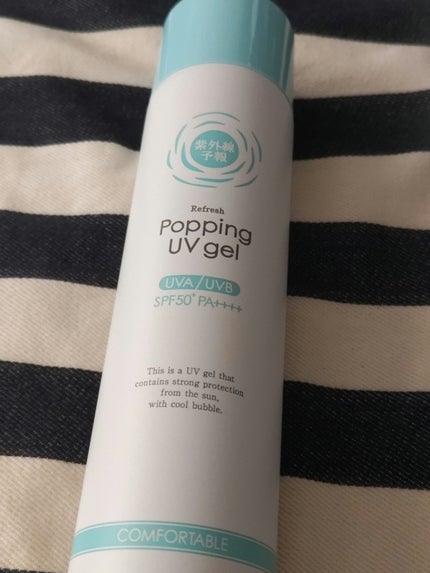 紫外線
予報
Refresh
Popping
UV gel
UVA/UVB
SPF50+ PA++++
This is a UV gel that
contains strong protection
from the sun,
with cool bubble.
COMFORTABLE